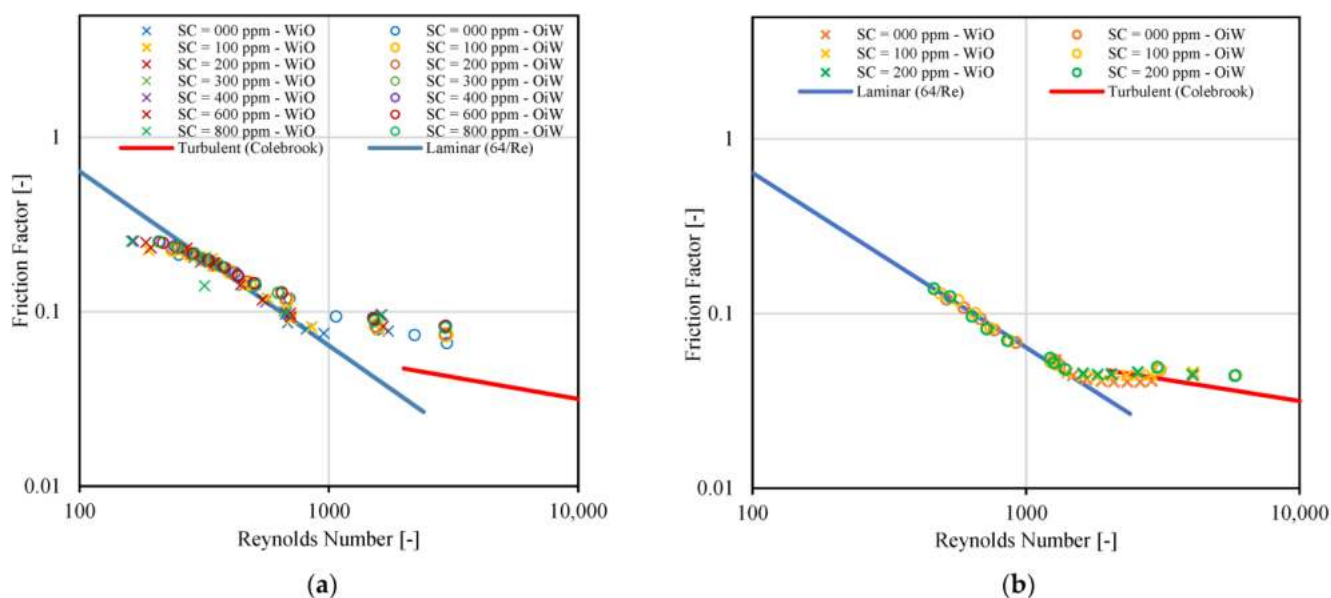 SC = 000 ppm - WiO SC = 000 ppm - OiW
SC = 100 ppm - WiO SC = 100 ppm - OiW
SC = 200 ppm - WiO SC = 200 ppm - OiW
SC = 300 ppm - WiO SC = 300 ppm - OiW
SC = 400 ppm - WiO SC = 400 ppm - OiW
SC = 600 ppm - WiO SC = 600 ppm - OiW
SC = 800 ppm - WiO SC = 800 ppm - OiW
Turbulent (Colebrook) Laminar (64/Re)
1
0.1
0.01
Friction Factor [-]
100 1000 10,000
Reynolds Number [-]
(a)
SC = 000 ppm - WiO SC = 000 ppm - OiW
SC = 100 ppm - WiO SC = 100 ppm - OiW
SC = 200 ppm - WiO SC = 200 ppm - OiW
Laminar (64/Re) Turbulent (Colebrook)
1
0.1
0.01
Friction Factor [-]
100 1000 10,000
Reynolds Number [-]
(b)